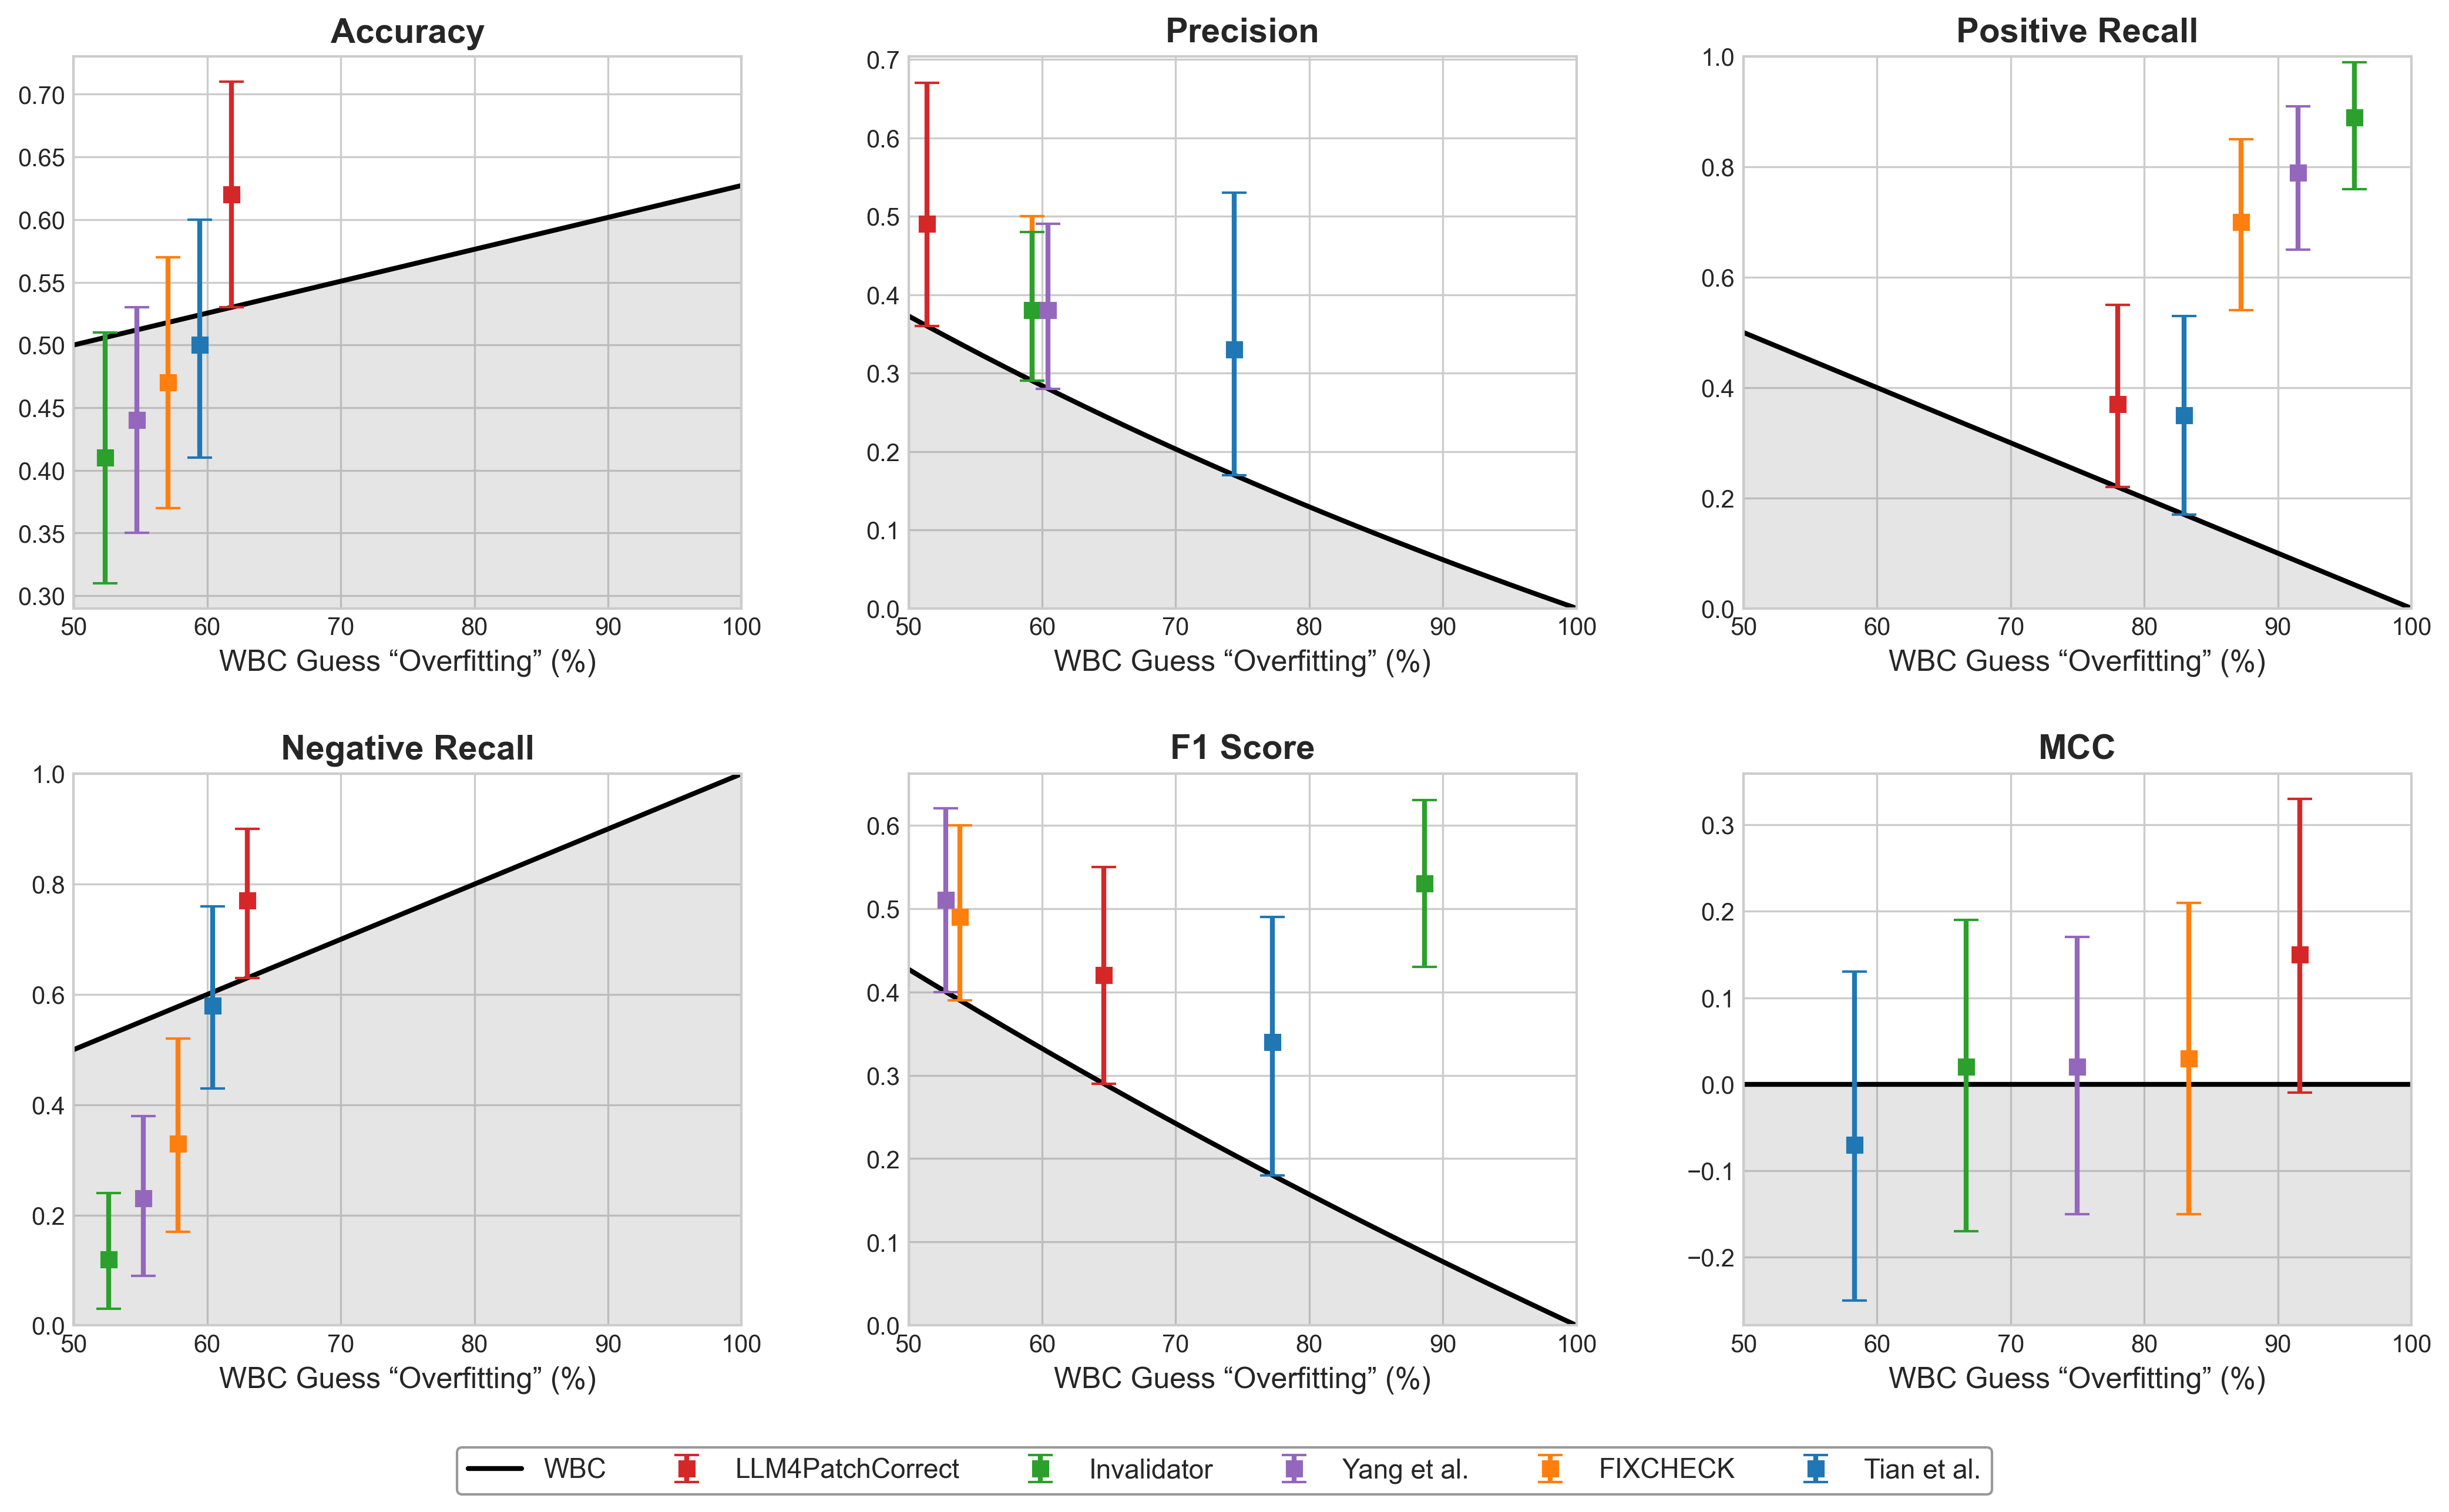 Accuracy
0.70
0.65
0.60
0.55
0.50
0.45
0.40
0.35
0.30
50 60 70 80 90 100
WBC Guess “Overfitting” (%)
Precision
0.7
0.6
0.5
0.4
0.3
0.2
0.1
0.0
50 60 70 80 90 100
WBC Guess “Overfitting” (%)
Positive Recall
1.0
0.8
0.6
0.4
0.2
0.0
50 60 70 80 90 100
WBC Guess “Overfitting” (%)
Negative Recall
1.0
0.8
0.6
0.4
0.2
0.0
50 60 70 80 90 100
WBC Guess “Overfitting” (%)
F1 Score
0.6
0.5
0.4
0.3
0.2
0.1
0.0
50 60 70 80 90 100
WBC Guess “Overfitting” (%)
MCC
0.3
0.2
0.1
0.0
−0.1
−0.2
50 60 70 80 90 100
WBC Guess “Overfitting” (%)
WBC LLM4PatchCorrect Invalidator Yang et al. FIXCHECK Tian et al.